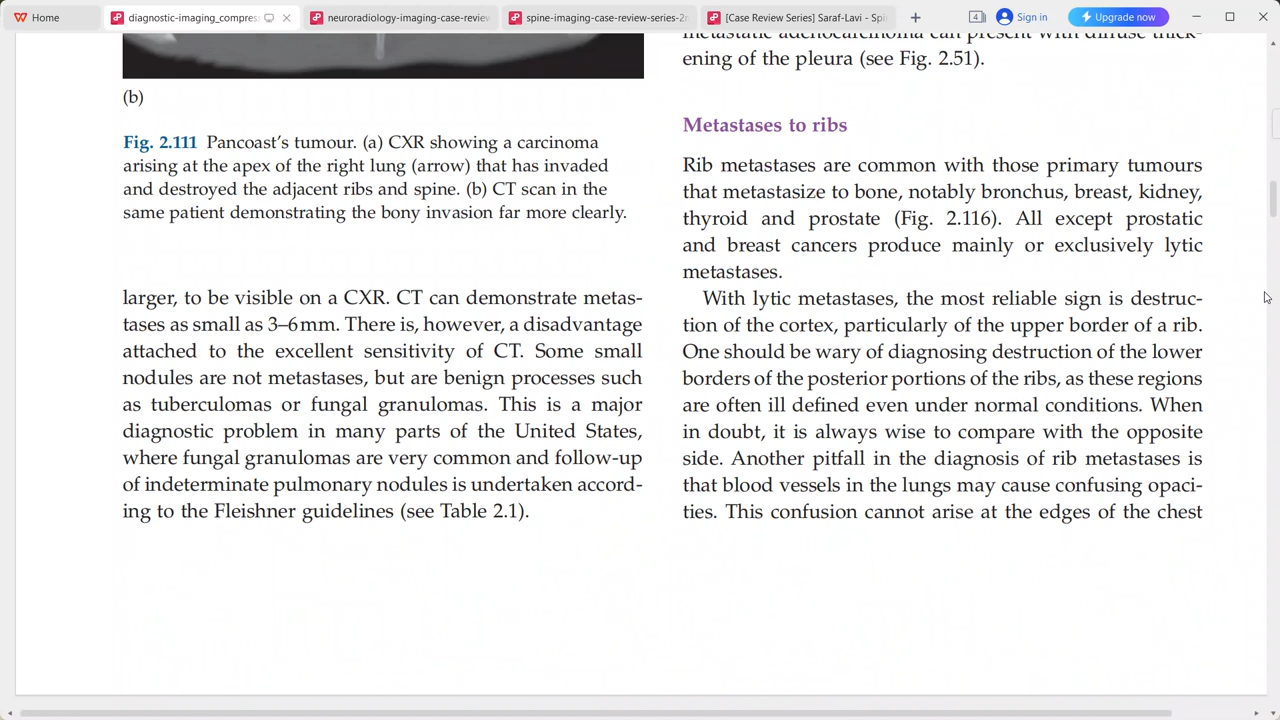 Home
diagnostic-imaging_compress
neuroradiology-imaging-case-review
spine-imaging-case-review-series-2
[Case Review Series] Saraf-Lavi - Spi
4
Sign in
Upgrade now
(b)
Fig. 2.111 Pancoast's tumour. (a) CXR showing a carcinoma
arising at the apex of the right lung (arrow) that has invaded
and destroyed the adjacent ribs and spine. (b) CT scan in the
same patient demonstrating the bony invasion far more clearly.
larger, to be visible on a CXR. CT can demonstrate metas-
tases as small as 3–6 mm. There is, however, a disadvantage
attached to the excellent sensitivity of CT. Some small
nodules are not metastases, but are benign processes such
as tuberculomas or fungal granulomas. This is a major
diagnostic problem in many parts of the United States,
where fungal granulomas are very common and follow-up
of indeterminate pulmonary nodules is undertaken accord-
ing to the Fleishner guidelines (see Table 2.1).
metastatic adenocarcinoma can present with diffuse thick-
ening of the pleura (see Fig. 2.51).
Metastases to ribs
Rib metastases are common with those primary tumours
that metastasize to bone, notably bronchus, breast, kidney,
thyroid and prostate (Fig. 2.116). All except prostatic
and breast cancers produce mainly or exclusively lytic
metastases.
With lytic metastases, the most reliable sign is destruc-
tion of the cortex, particularly of the upper border of a rib.
One should be wary of diagnosing destruction of the lower
borders of the posterior portions of the ribs, as these regions
are often ill defined even under normal conditions. When
in doubt, it is always wise to compare with the opposite
side. Another pitfall in the diagnosis of rib metastases is
that blood vessels in the lungs may cause confusing opaci-
ties. This confusion cannot arise at the edges of the chest